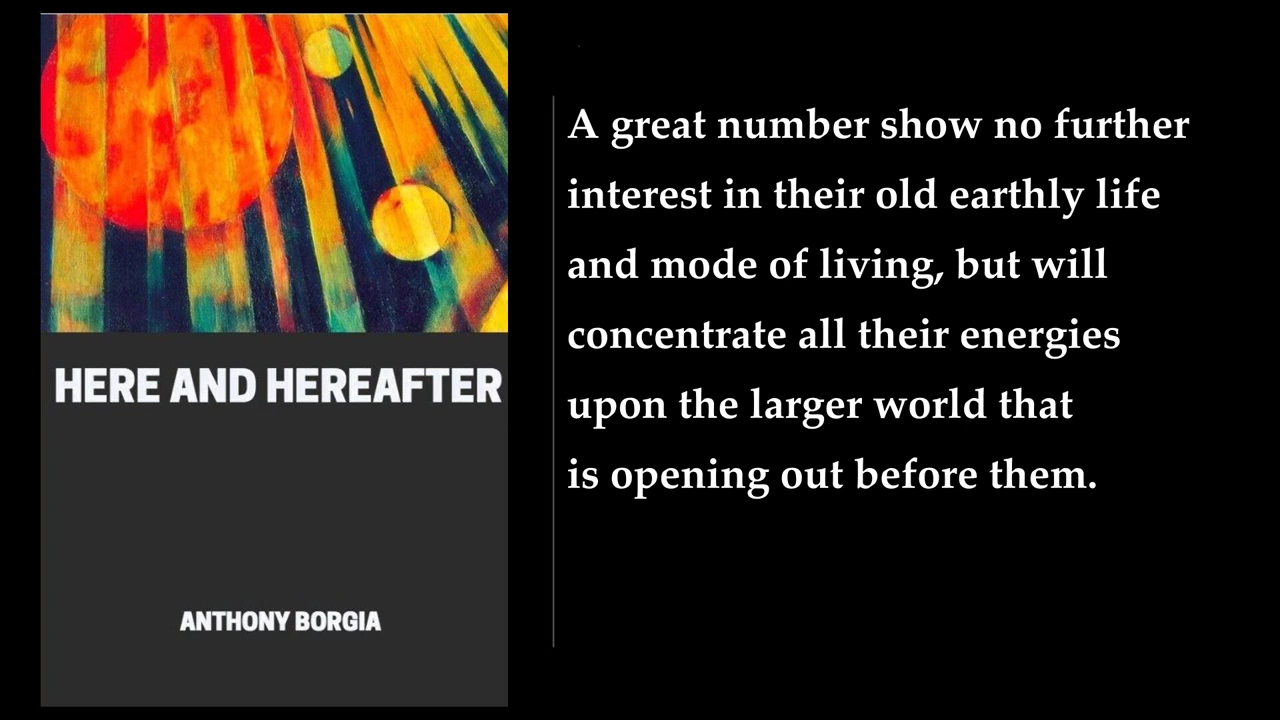 HERE AND HEREAFTER
ANTHONY BORGIA
A great number show no further
interest in their old earthly life
and mode of living, but will
concentrate all their energies
upon the larger world that
is opening out before them.